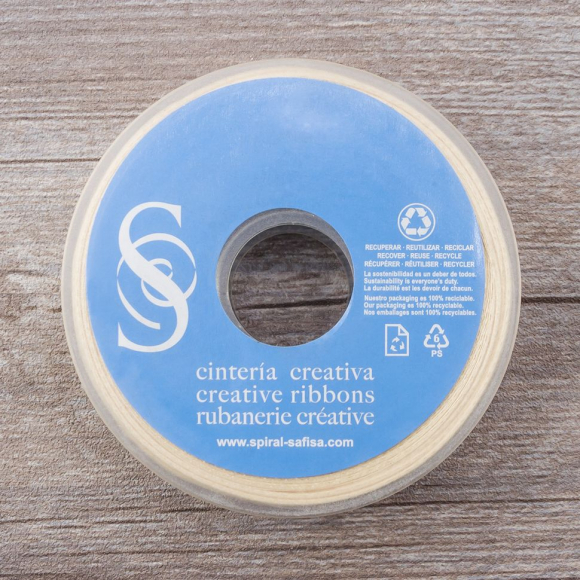 S
RECUPERAR - REUTILIZAR - RECICLAR
RECOVER - REUSE - RECYCLE
RÉCUPÉRER - RÉUTILISER - RECYCLER
La sostenibilidad es un deber de todos.
Sustainability is everyone's duty.
La durabilité est les devoir de chacun.
Nuestro packaging es 100% reciclable.
Our packaging es 100% recyclable.
Nos emballages sont 100% recyclables.
6
PS
cintería creativa
creative ribbons
rubanerie créative
www.spiral-safisa.com